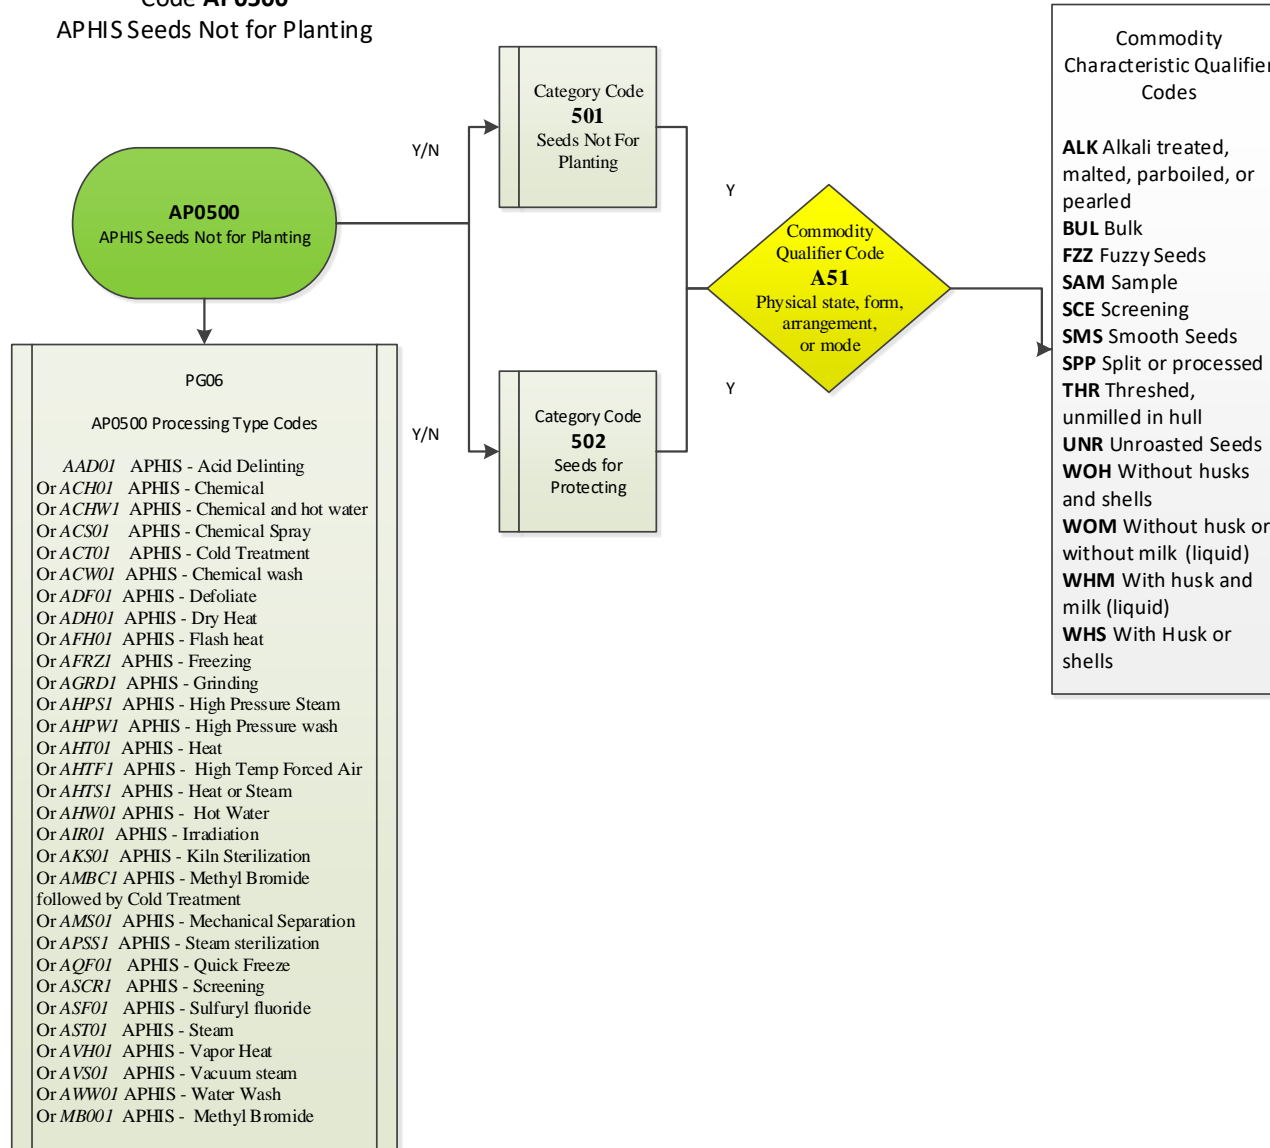 Code AP0500
APHIS Seeds Not for Planting
AP0500
APHIS Seeds Not for Planting
Y/N
Y/N
Category Code
501
Seeds Not For
Planting
Category Code
502
Seeds for
Protecting
Y
Y
Commodity
Qualifier Code
A51
Physical state, form,
arrangement,
or mode
Commodity
Characteristic Qualifier
Codes
ALK Alkali treated,
malted, parboiled, or
pearled
BUL Bulk
FZZ Fuzzy Seeds
SAM Sample
SCE Screening
SMS Smooth Seeds
SPP Split or processed
THR Threshed,
unmilled in hull
UNR Unroasted Seeds
WOH Without husks
and shells
WOM Without husk or
without milk (liquid)
WHM With husk and
milk (liquid)
WHS With Husk or
shells
PG06
AP0500 Processing Type Codes
AAD01 APHIS - Acid Delinting
Or ACH01 APHIS - Chemical
Or ACHW1 APHIS - Chemical and hot water
Or ACS01 APHIS - Chemical Spray
Or ACT01 APHIS - Cold Treatment
Or ACW01 APHIS - Chemical wash
Or ADF01 APHIS - Defoliate
Or ADH01 APHIS - Dry Heat
Or AFH01 APHIS - Flash heat
Or AFRZ1 APHIS - Freezing
Or AGRD1 APHIS - Grinding
Or AHPS1 APHIS - High Pressure Steam
Or AHPW1 APHIS - High Pressure wash
Or AHT01 APHIS - Heat
Or AHTF1 APHIS - High Temp Forced Air
Or AHTS1 APHIS - Heat or Steam
Or AHW01 APHIS - Hot Water
Or AIR01 APHIS - Irradiation
Or AKS01 APHIS - Kiln Sterilization
Or AMBC1 APHIS - Methyl Bromide
followed by Cold Treatment
Or AMS01 APHIS - Mechanical Separation
Or APSS1 APHIS - Steam sterilization
Or AQF01 APHIS - Quick Freeze
Or ASCR1 APHIS - Screening
Or ASF01 APHIS - Sulfuryl fluoride
Or AST01 APHIS - Steam
Or AVH01 APHIS - Vapor Heat
Or AVS01 APHIS - Vacuum steam
Or AWW01 APHIS - Water Wash
Or MB001 APHIS - Methyl Bromide